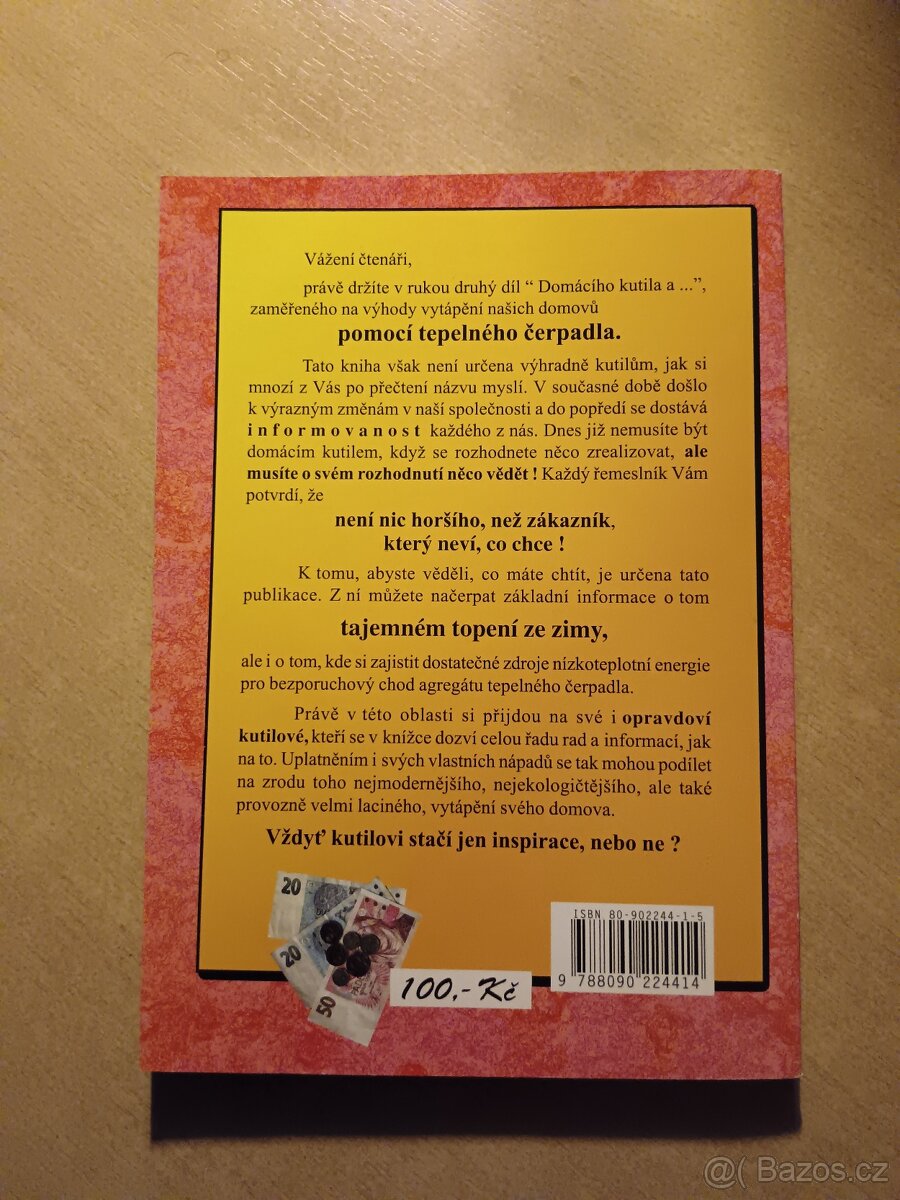 Vážení čtenáři,
právě držíte v rukou druhý díl “ Domácího kutila a ...”,
zaměřeného na výhody vytápění našich domovů
pomocí tepelného čerpadla.
Tato kniha však není určena výhradně kutilům, jak si
mnozí z Vás po přečtení názvu myslí. V současné době došlo
k výrazným změnám v naší společnosti a do popředí se dostává
informovanost každého z nás. Dnes již nemusíte být
domácím kutilem, když se rozhodnete něco zrealizovat, ale
musíte o svém rozhodnutí něco vědět ! Každý řemeslník Vám
potvrdí, že
není nic horšího, než zákazník,
který neví, co chce !
K tomu, abyste věděli, co máte chtít, je určena tato
publikace. Z ní můžete načerpat základní informace o tom
tajemném topení ze zimy,
ale i o tom, kde si zajistit dostatečné zdroje nízkoteplotní energie
pro bezporuchový chod agregátu tepelného čerpadla.
Právě v této oblasti si přijdou na své i opravdoví
kutilové, kteří se v knížce dozví celou řadu rad a informací, jak
na to. Uplatněním i svých vlastních nápadů se tak mohou podílet
na zrodu toho nejmodernějšího, nejekologičtějšího, ale také
provozně velmi laciného, vytápění svého domova.
Vždyť kutilovi stačí jen inspirace, nebo ne ?
20
20
50
100,- Kč
ISBN 80-902244-1-5
9 788090 224414
@( Bazos.cz